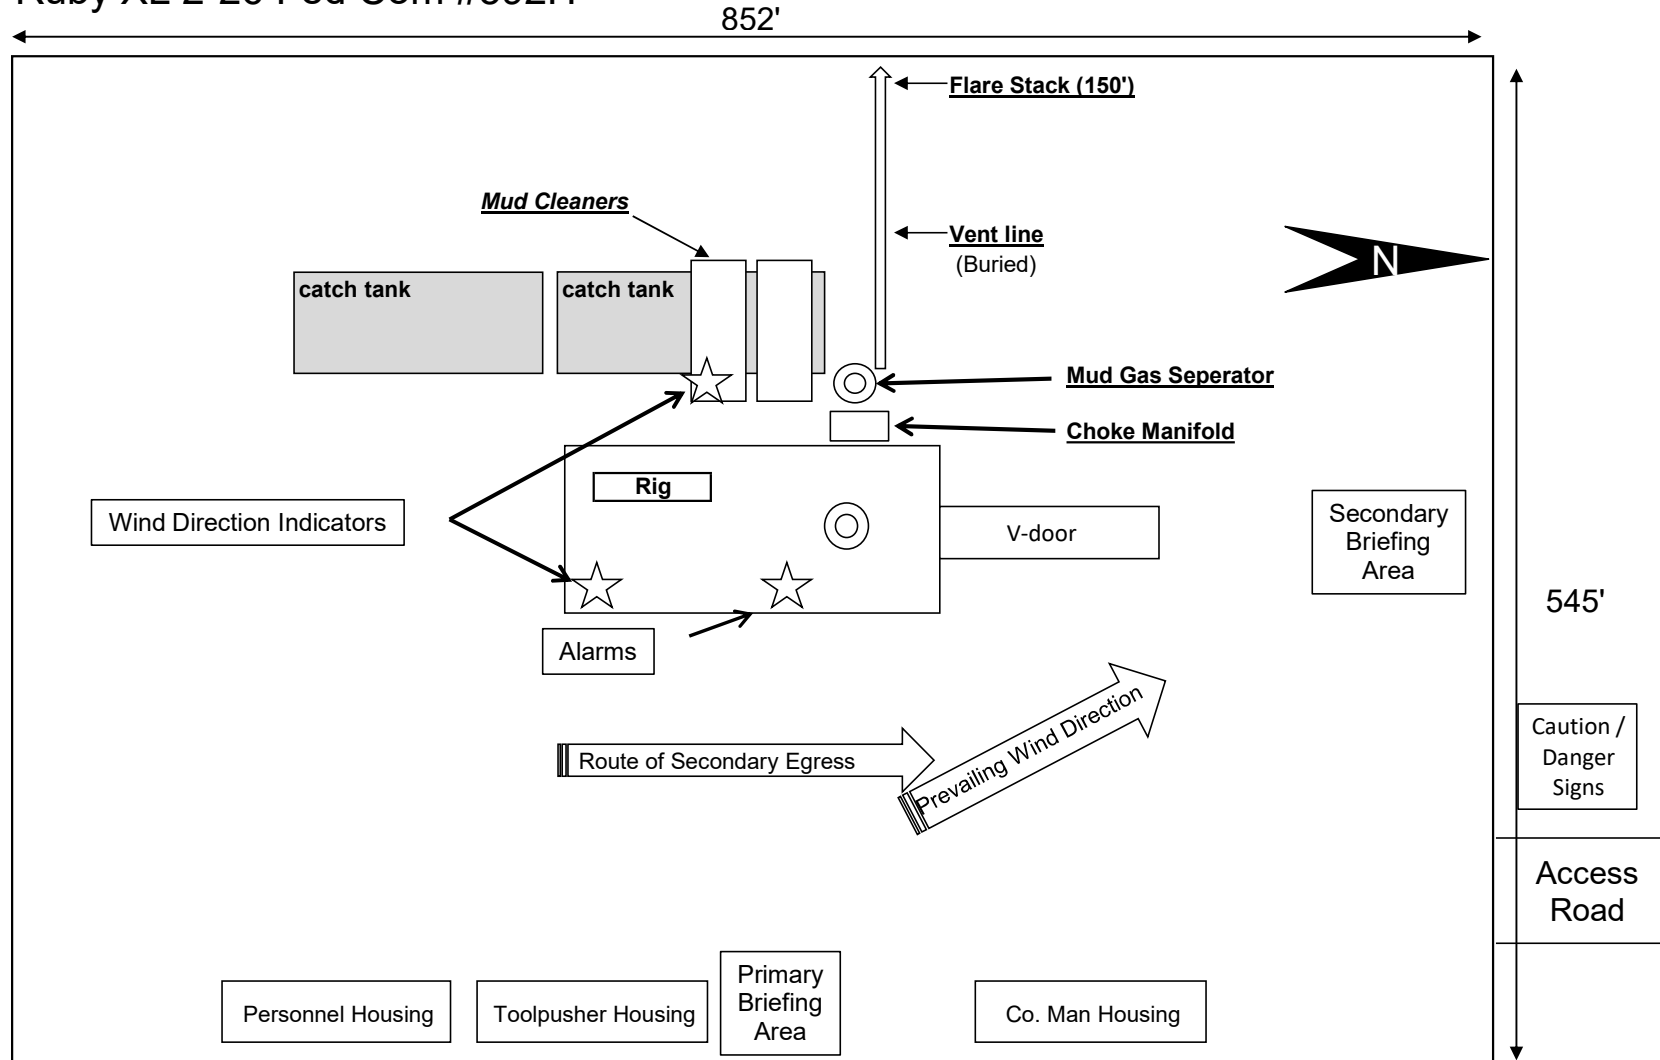 852'
Flare Stack (150')
Mud Cleaners
Vent line
(Buried)
N
catch tank
catch tank
Mud Gas Seperator
Choke Manifold
Rig
Wind Direction Indicators
V-door
Secondary
Briefing
Area
545'
Alarms
Prevailing Wind Direction
Route of Secondary Egress
Caution /
Danger
Signs
Access
Road
Personnel Housing
Toolpusher Housing
Primary
Briefing
Area
Co. Man Housing